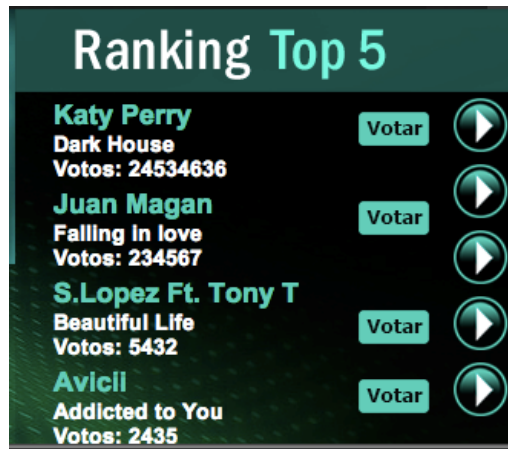 Ranking Top 5
Katy Perry
Dark House
Votos: 24534636
Votar
Juan Magan
Falling in love
Votos: 234567
Votar
S.Lopez Ft. Tony T
Beautiful Life
Votos: 5432
Votar
Avicii
Addicted to You
Votos: 2435
Votar